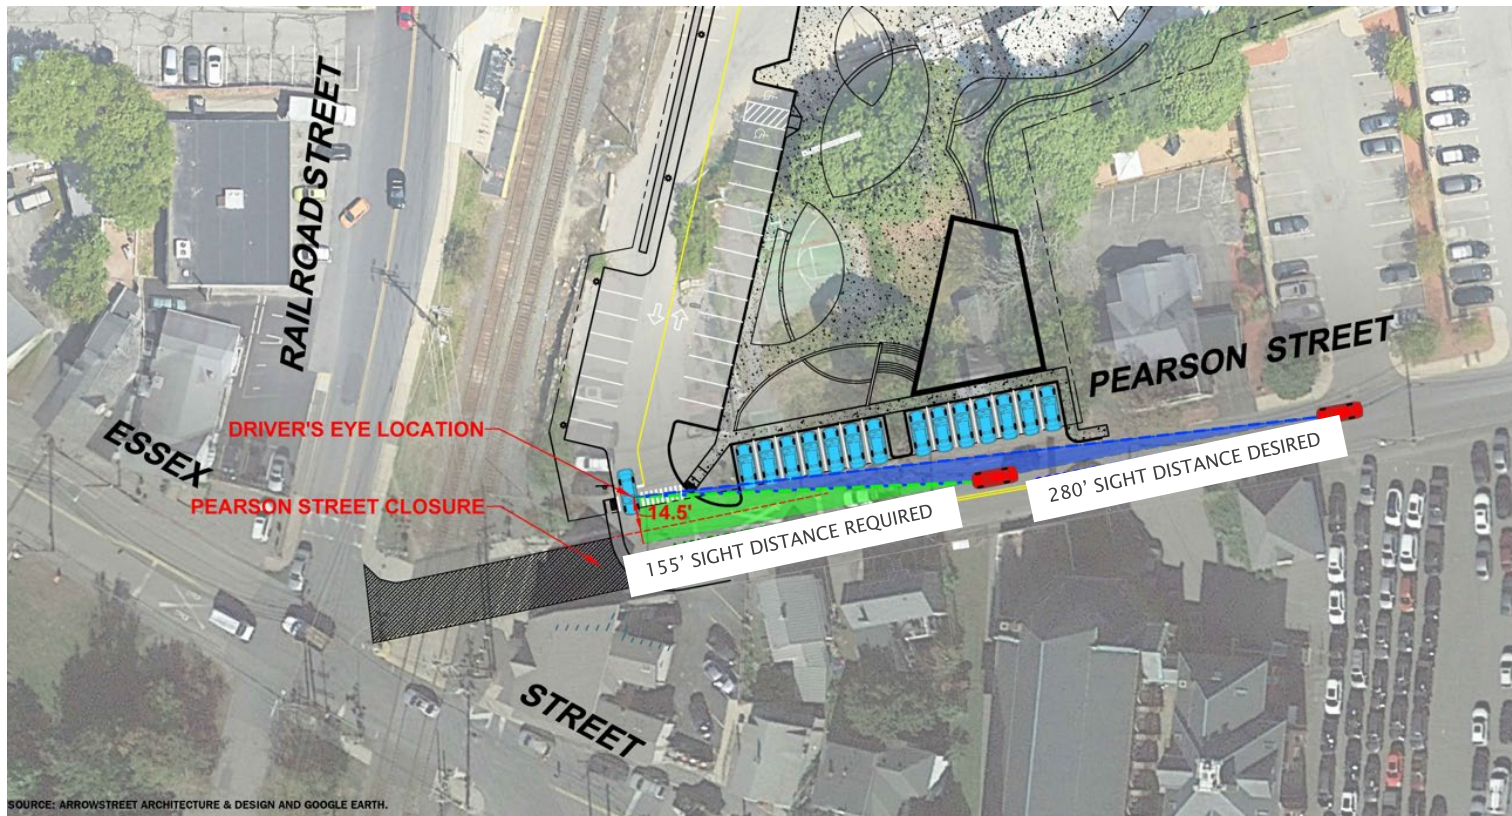 RAILROAD STREET
PEARSON STREET
ESSEX
DRIVER'S EYE LOCATION
280' SIGHT DISTANCE DESIRED
PEARSON STREET CLOSURE
14.5'
155' SIGHT DISTANCE REQUIRED
STREET
SOURCE: ARROWSTREET ARCHITECTURE & DESIGN AND GOOGLE EARTH.